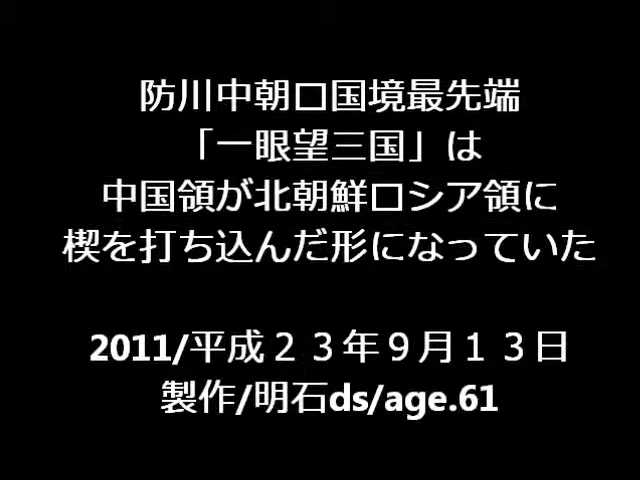 防川中朝ロ国境最先端
「一眼望三国」は
中国領が北朝鮮ロシア領に
楔を打ち込んだ形になっていた
2011/平成２３年９月１３日
製作/明石ds/age.61